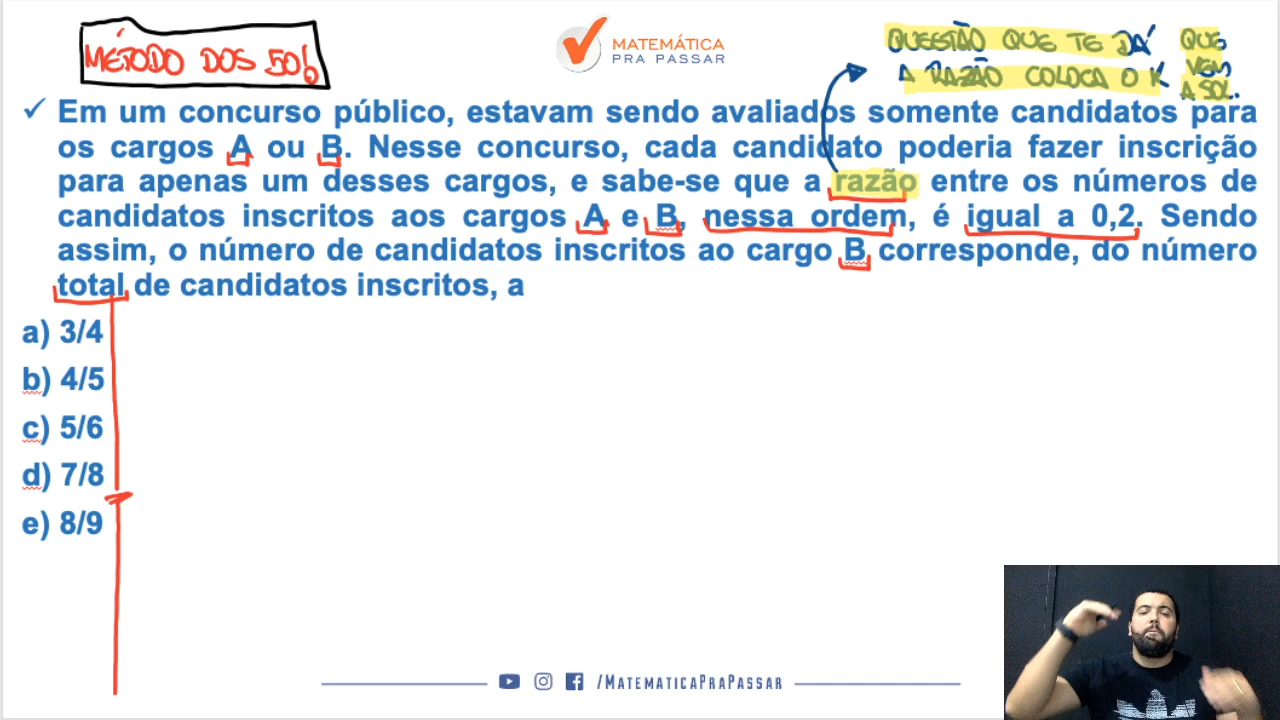 MÉTODO DOS 50!
MATEMÁTICA
PRA PASSAR
QUESTÃO QUE TE DÁ
A RAZÃO COLOCA O K
QUE
VEM
A SOL.
✓ Em um concurso público, estavam sendo avaliados somente candidatos para
os cargos A ou B. Nesse concurso, cada candidato poderia fazer inscrição
para apenas um desses cargos, e sabe-se que a razão entre os números de
candidatos inscritos aos cargos A e B, nessa ordem, é igual a 0,2. Sendo
assim, o número de candidatos inscritos ao cargo B corresponde, do número
total de candidatos inscritos, a
a) 3/4
b) 4/5
c) 5/6
d) 7/8
e) 8/9
/MATEMATICAPRAPASSAR